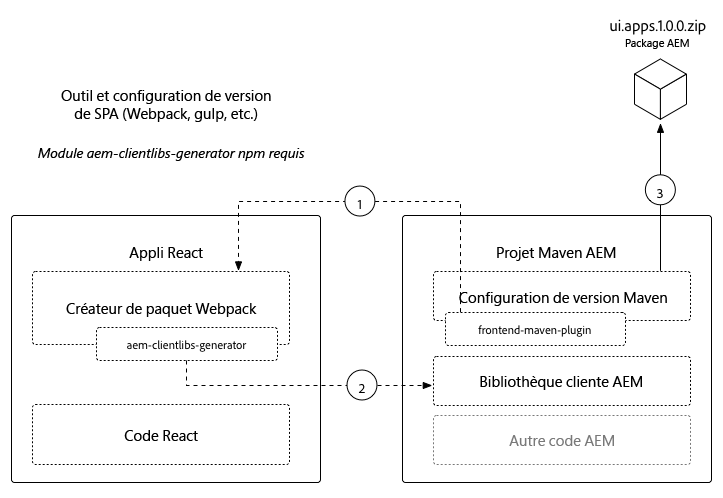 ui.apps.1.0.0.zip
Package AEM
Outil et configuration de version
de SPA (Webpack, gulp, etc.)
Module aem-clientlibs-generator npm requis
1
3
Appli React
Créateur de paquet Webpack
aem-clientlibs-generator
Code React
2
Projet Maven AEM
Configuration de version Maven
frontend-maven-plugin
Bibliothèque cliente AEM
Autre code AEM